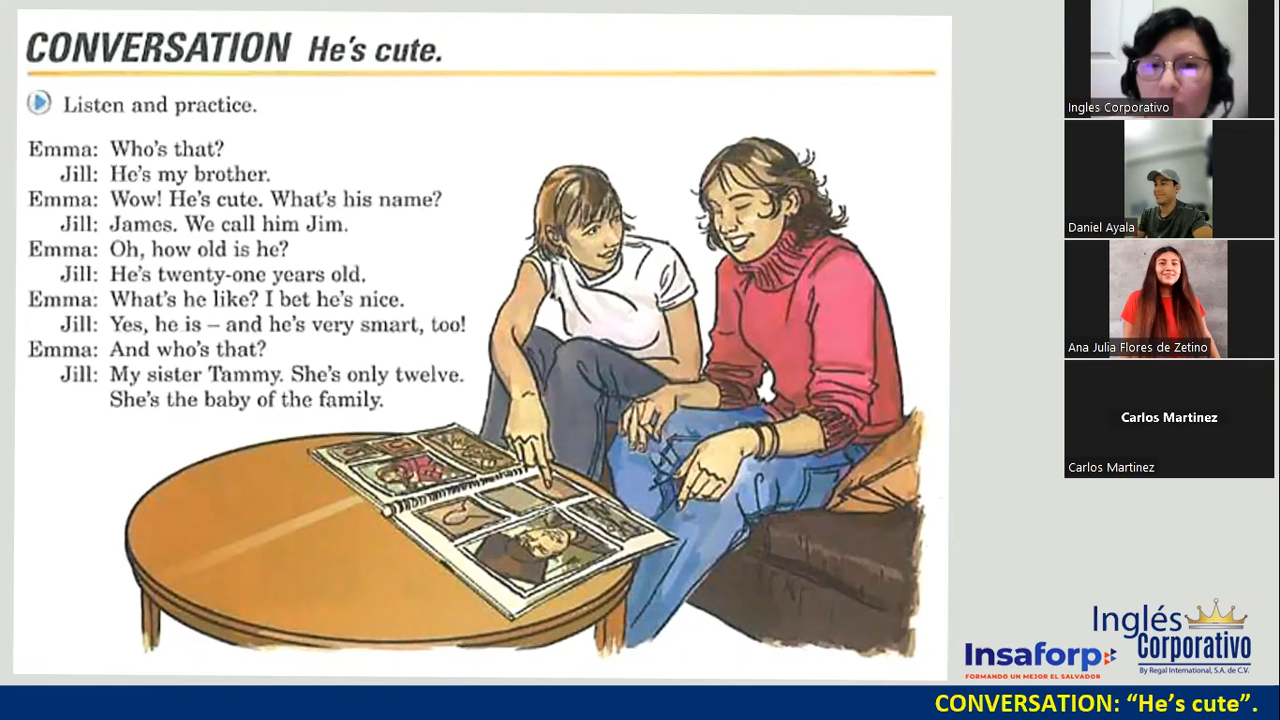 CONVERSATION He's cute.
Listen and practice.
Emma: Who's that?
Jill: He's my brother.
Emma: Wow! He's cute. What's his name?
Jill: James. We call him Jim.
Emma: Oh, how old is he?
Jill: He's twenty-one years old.
Emma: What's he like? I bet he's nice.
Jill: Yes, he is – and he's very smart, too!
Emma: And who's that?
Jill: My sister Tammy. She's only twelve.
She's the baby of the family.
Ingles Corporativo
Daniel Ayala
Ana Julia Flores de Zetino
Carlos Martinez
Carlos Martinez
Insaforp
FORMANDO UN MEJOR EL SALVADOR
Inglés
Corporativo
By Regal International, S.A. de C.V.
CONVERSATION: “He's cute”.